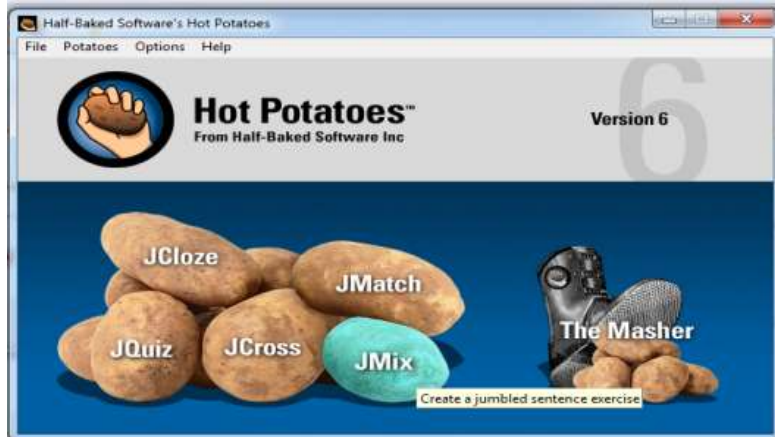 Half-Baked Software's Hot Potatoes
File Potatoes Options Help
Hot Potatoes™
From Half-Baked Software Inc
Version 6
6
JCloze
JMatch
JQuiz
JCross
JMix
The Masher
Create a jumbled sentence exercise